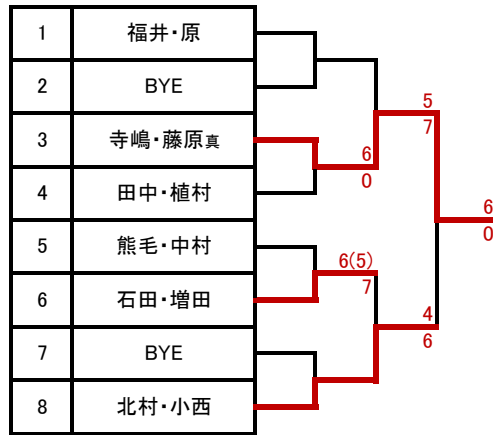 1 福井・原
2 BYE
3 寺嶋・藤原真
4 田中・植村
5 熊毛・中村
6 石田・増田
7 BYE
8 北村・小西
6
0
6(5)
7
5
7
4
6
6
0